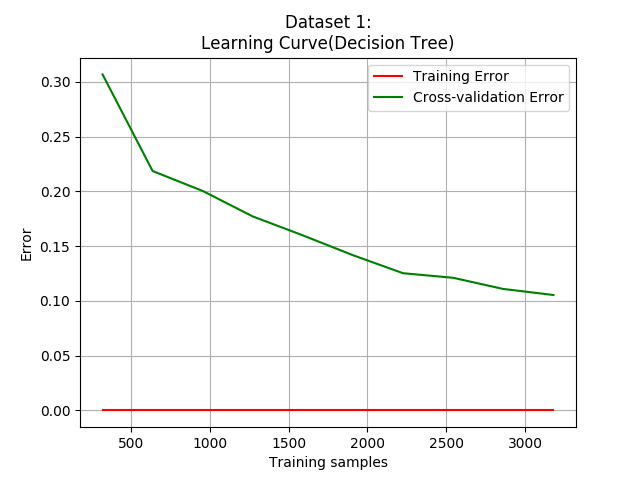 Dataset 1:
Learning Curve(Decision Tree)
Training Error
Cross-validation Error
0.30
0.25
0.20
0.15
0.10
0.05
0.00
Error
500 1000 1500 2000 2500 3000
Training samples